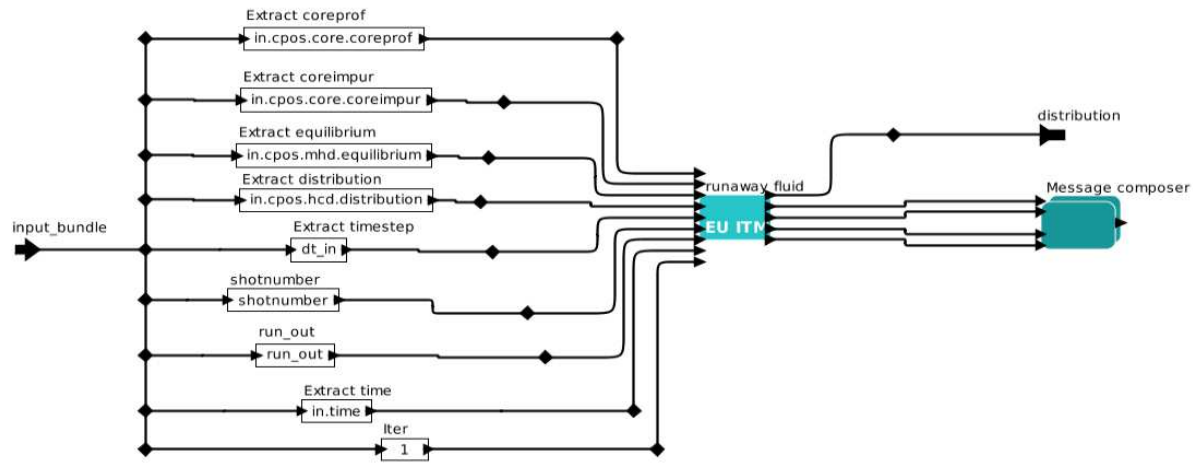 Extract coreprof
in.cpos.core.coreprof
Extract coreimpur
in.cpos.core.coreimpur
Extract equilibrium
in.cpos.mhd.equilibrium
Extract distribution
in.cpos.hcd.distribution
input_bundle
Extract timestep
dt_in
shotnumber
shotnumber
run_out
run_out
Extract time
in.time
Iter
1
runaway fluid
EU ITM
distribution
Message composer